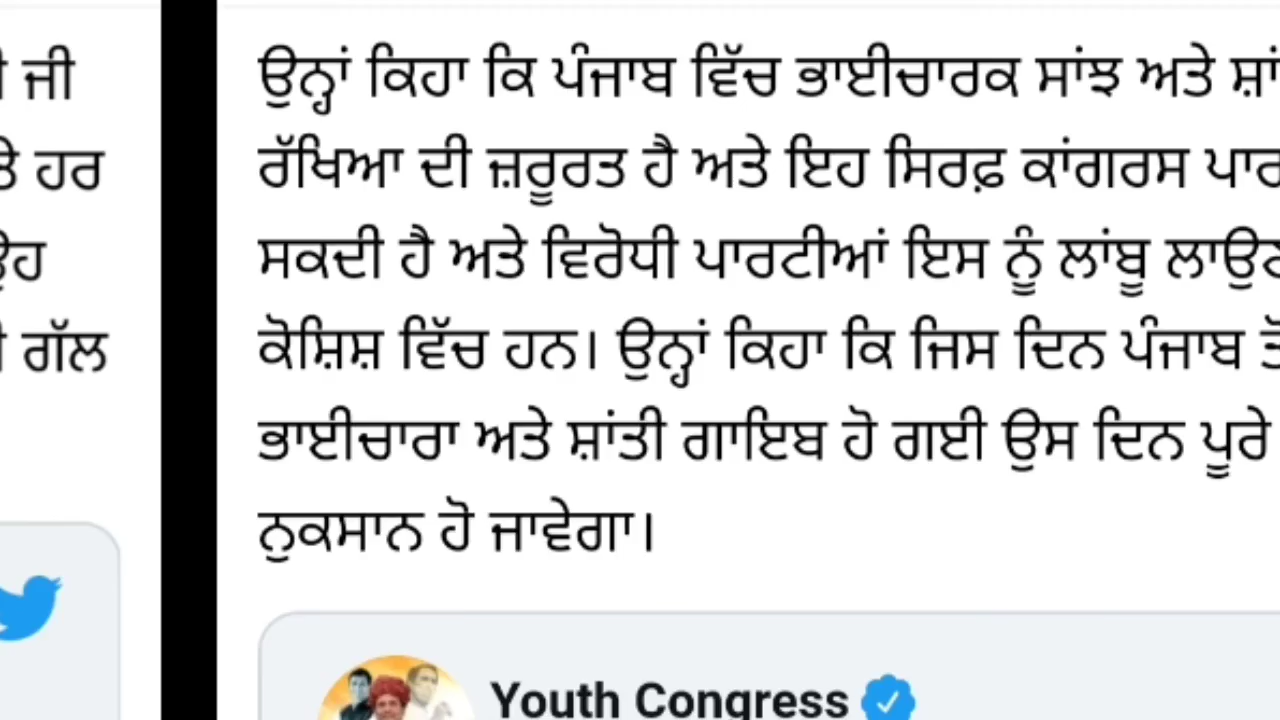 ਜੀ
ਹਰ
ਗੱਲ
ਉਨ੍ਹਾਂ ਕਿਹਾ ਕਿ ਪੰਜਾਬ ਵਿੱਚ ਭਾਈਚਾਰਕ ਸਾਂਝ ਅਤੇ
ਰੱਖਿਆ ਦੀ ਜ਼ਰੂਰਤ ਹੈ ਅਤੇ ਇਹ ਸਿਰਫ਼ ਕਾਂਗਰਸ
ਸਕਦੀ ਹੈ ਅਤੇ ਵਿਰੋਧੀ ਪਾਰਟੀਆਂ ਇਸ ਨੂੰ ਲਾਂਬੂ
ਕੋਸ਼ਿਸ਼ ਵਿੱਚ ਹਨ। ਉਨ੍ਹਾਂ ਕਿਹਾ ਕਿ ਜਿਸ ਦਿਨ ਪੰਜਾਬ
ਭਾਈਚਾਰਾ ਅਤੇ ਸ਼ਾਂਤੀ ਗਾਇਬ ਹੋ ਗਈ ਉਸ ਦਿਨ ਪੂਰੇ
ਨੁਕਸਾਨ ਹੋ ਜਾਵੇਗਾ।
Youth Congress